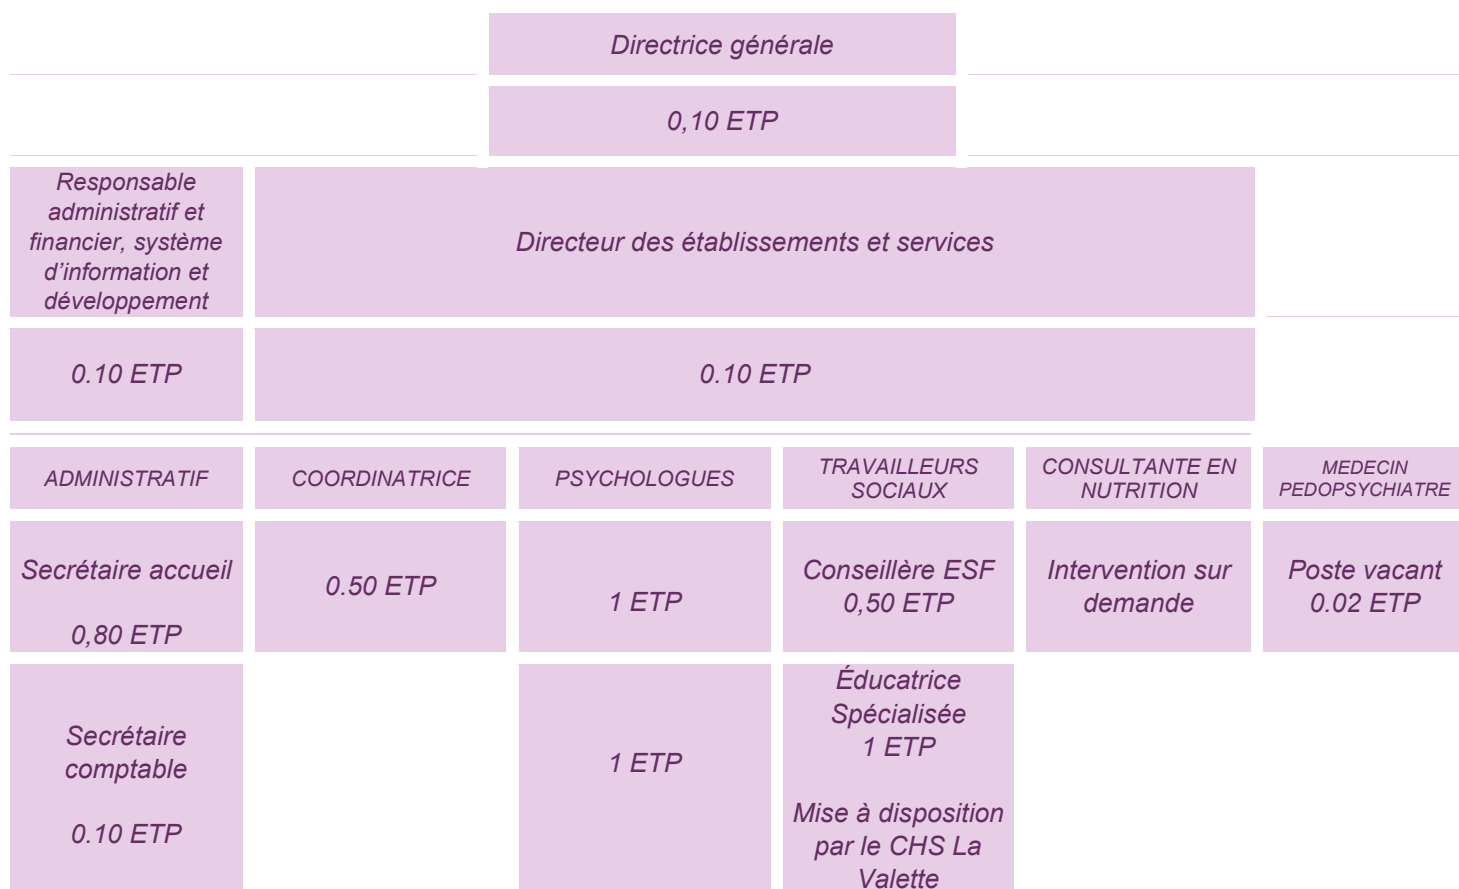 Directrice générale
0,10 ETP
Responsable
administratif et
financier, système
d’information et
développement
Directeur des établissements et services
0.10 ETP
0.10 ETP
ADMINISTRATIF
COORDINATRICE
PSYCHOLOGUES
TRAVAILLEURS
SOCIAUX
CONSULTANTE EN
NUTRITION
MEDECIN
PEDOPSYCHIATRE
Secrétaire accueil
0,80 ETP
0.50 ETP
1 ETP
Conseillère ESF
0,50 ETP
Intervention sur
demande
Poste vacant
0.02 ETP
Secrétaire
comptable
0.10 ETP
1 ETP
Éducatrice
Spécialisée
1 ETP
Mise à disposition
par le CHS La
Valette